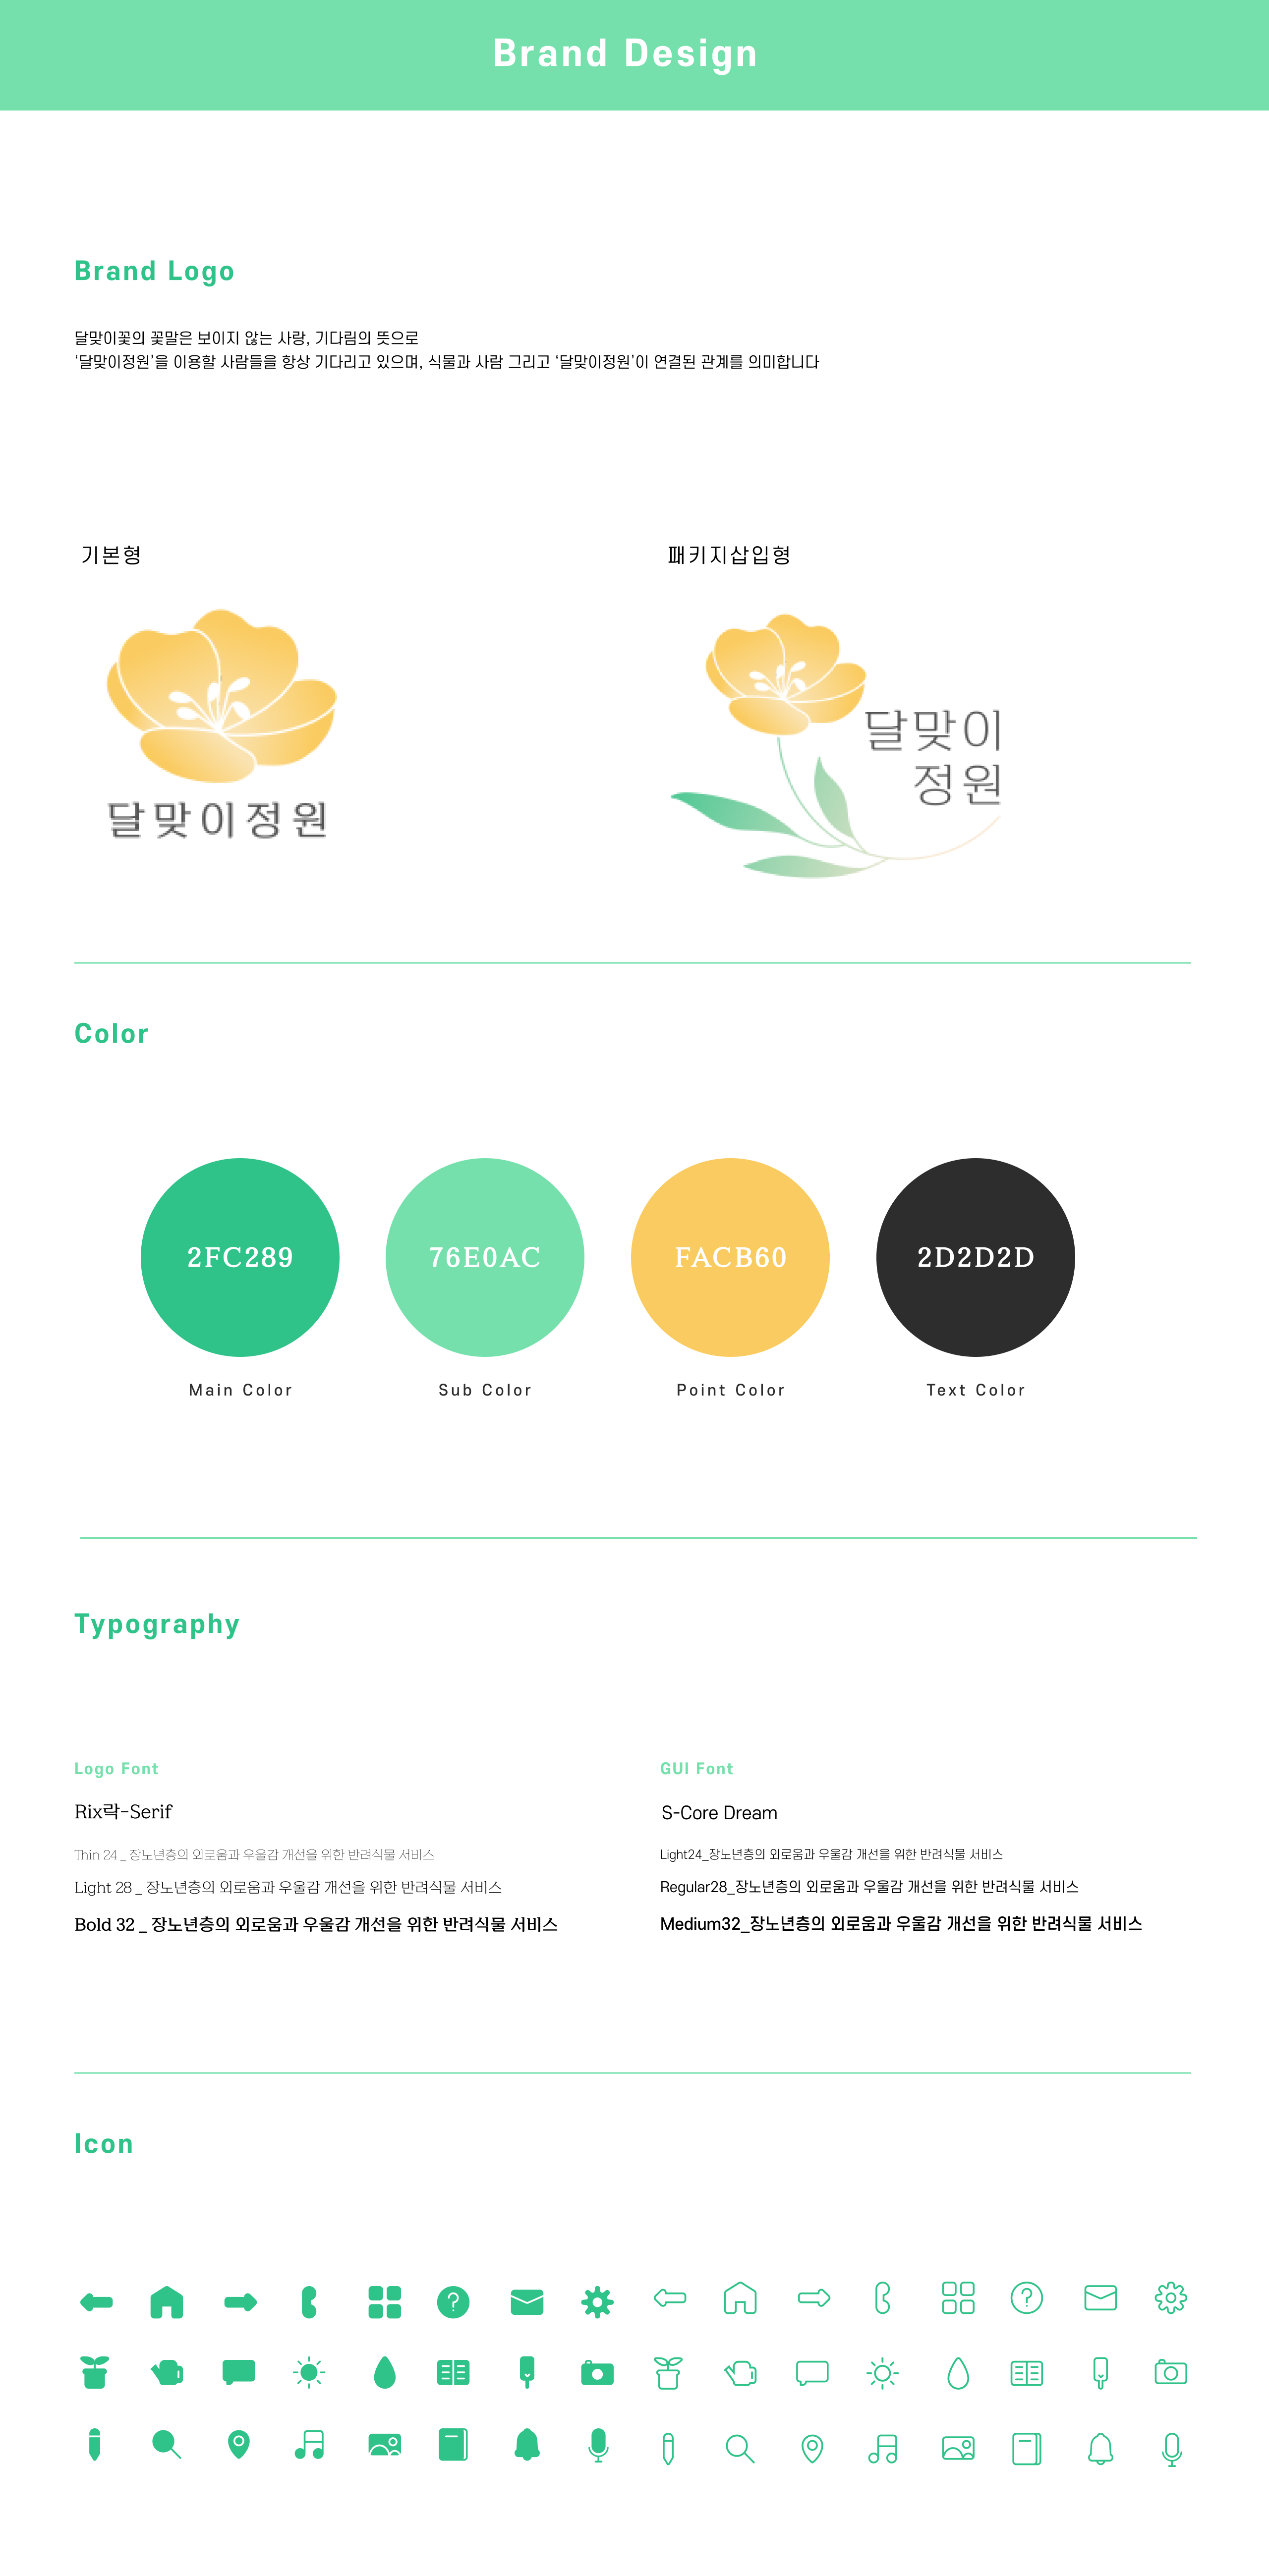 Brand Design
Brand Logo
달맞이꽃의 꽃말은 보이지 않는 사랑, 기다림의 뜻으로
‘달맞이정원’을 이용할 사람들을 항상 기다리고 있으며, 식물과 사람 그리고 ‘달맞이정원’이 연결된 관계를 의미합니다
기본형
달맞이정원
패키지삽입형
달맞이
정원
Color
2FC289
76E0AC
FACB60
2D2D2D
Main Color
Sub Color
Point Color
Text Color
Typography
Logo Font
Rix락-Serif
Thin 24 _ 장노년층의 외로움과 우울감 개선을 위한 반려식물 서비스
Light 28 _ 장노년층의 외로움과 우울감 개선을 위한 반려식물 서비스
Bold 32 _ 장노년층의 외로움과 우울감 개선을 위한 반려식물 서비스
GUI Font
S-Core Dream
Light24_장노년층의 외로움과 우울감 개선을 위한 반려식물 서비스
Regular28_장노년층의 외로움과 우울감 개선을 위한 반려식물 서비스
Medium32_장노년층의 외로움과 우울감 개선을 위한 반려식물 서비스
Icon